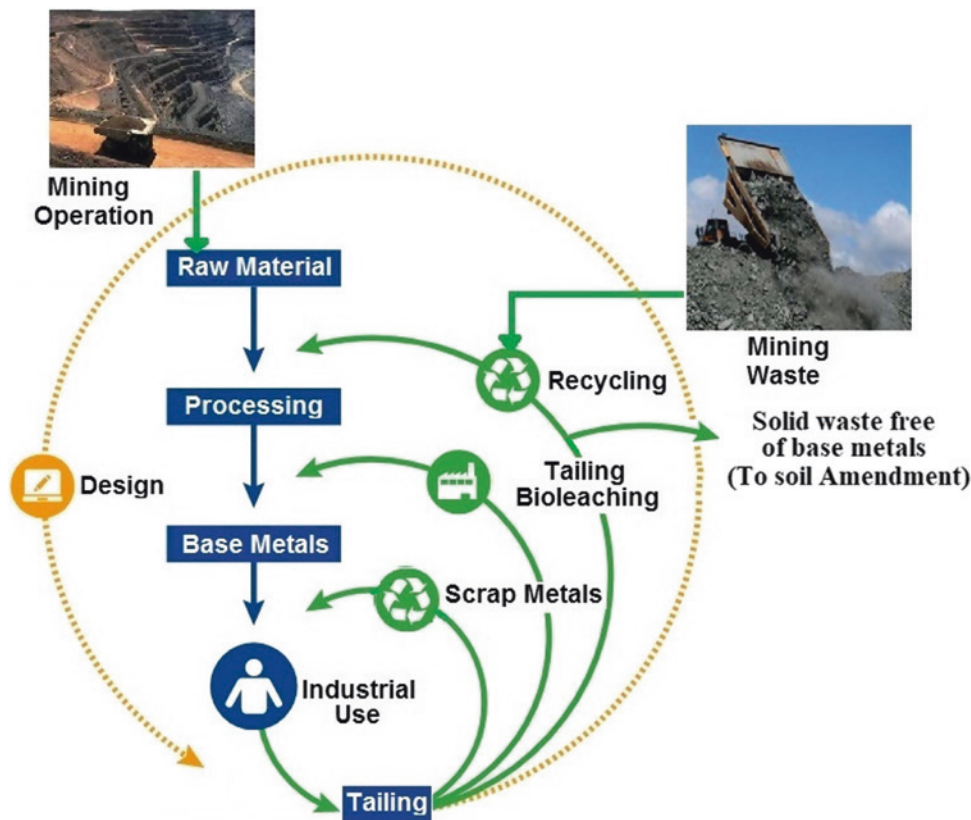 Mining
Operation
Raw Material
Mining
Waste
Recycling
Processing
Solid waste free
of base metals
(To soil Amendment)
Design
Tailing
Bioleaching
Base Metals
Scrap Metals
Industrial
Use
Tailing